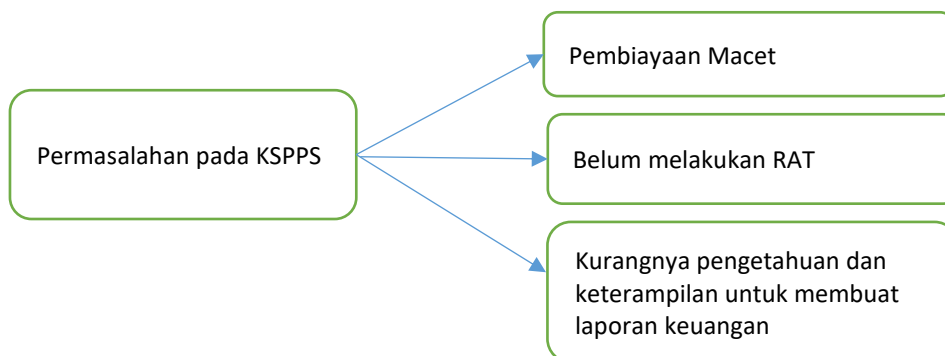 Pembiayaan Macet
Permasalahan pada KSPPS
Belum melakukan RAT
Kurangnya pengetahuan dan
keterampilan untuk membuat
laporan keuangan